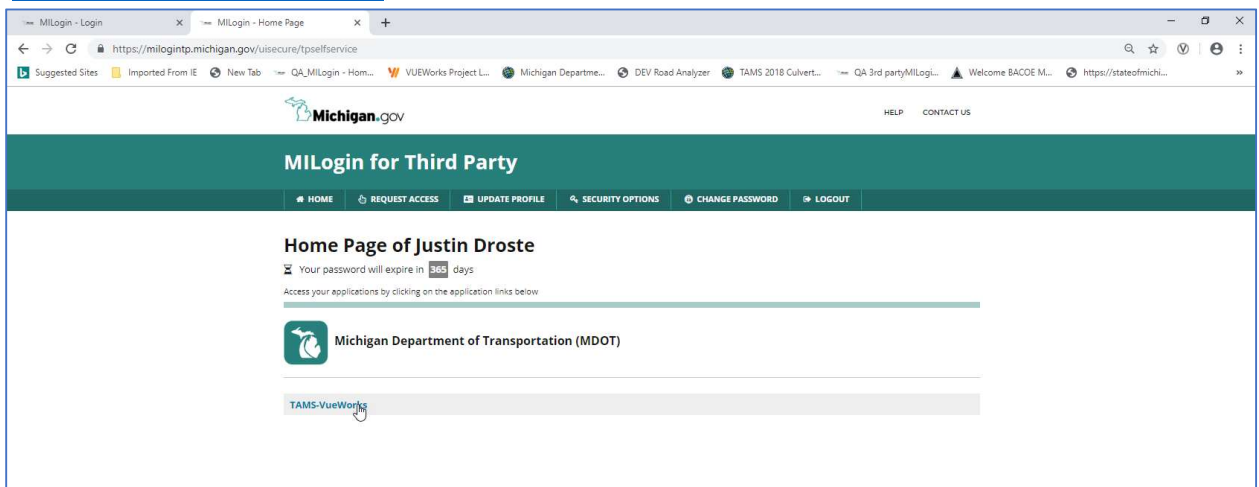 MILogin - Login
MILogin - Home Page
https://milogintp.michigan.gov/uisecure/tpselfservice
Suggested Sites Imported From IE New Tab QA_MILogin - Hom... VUEWorks Project L... Michigan Departme... DEV Road Analyzer TAMS 2018 Culvert... QA 3rd partyMILogi... Welcome BACOE M... https://stateofmichi... »
Michigan.gov HELP CONTACT US
MILogin for Third Party
HOME REQUEST ACCESS UPDATE PROFILE SECURITY OPTIONS CHANGE PASSWORD LOGOUT
Home Page of Justin Droste
Your password will expire in 365 days
Access your applications by clicking on the application links below
Michigan Department of Transportation (MDOT)
TAMS-VueWorks